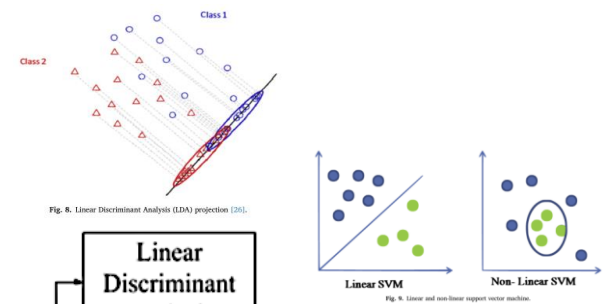 Class 1
Class 2
Fig. 8. Linear Discriminant Analysis (LDA) projection [26].
Linear
Discriminant
Linear SVM
Non- Linear SVM
Fig. 9. Linear and non-linear support vector machine.